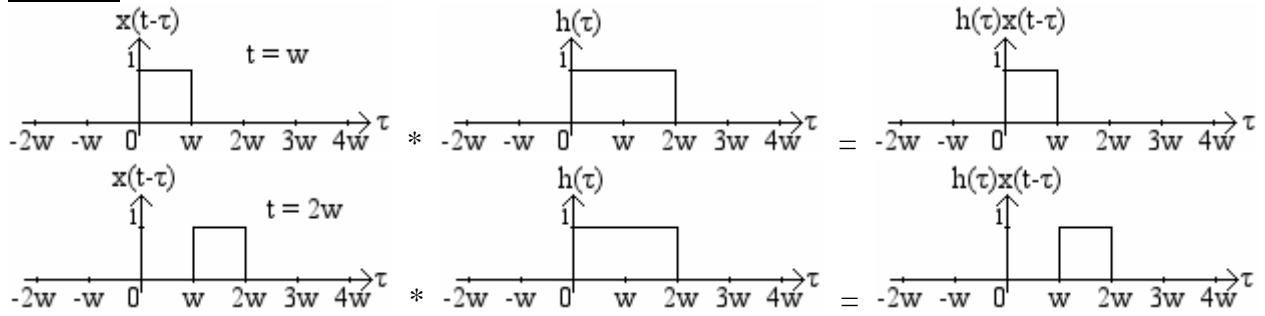 x(t-τ) h(τ) h(τ)x(t-τ)
1 t = w 1 1
-2w -w 0 w 2w 3w 4w τ * -2w -w 0 w 2w 3w 4w τ = -2w -w 0 w 2w 3w 4w τ
x(t-τ) h(τ) h(τ)x(t-τ)
1 t = 2w 1 1
-2w -w 0 w 2w 3w 4w τ * -2w -w 0 w 2w 3w 4w τ = -2w -w 0 w 2w 3w 4w τ